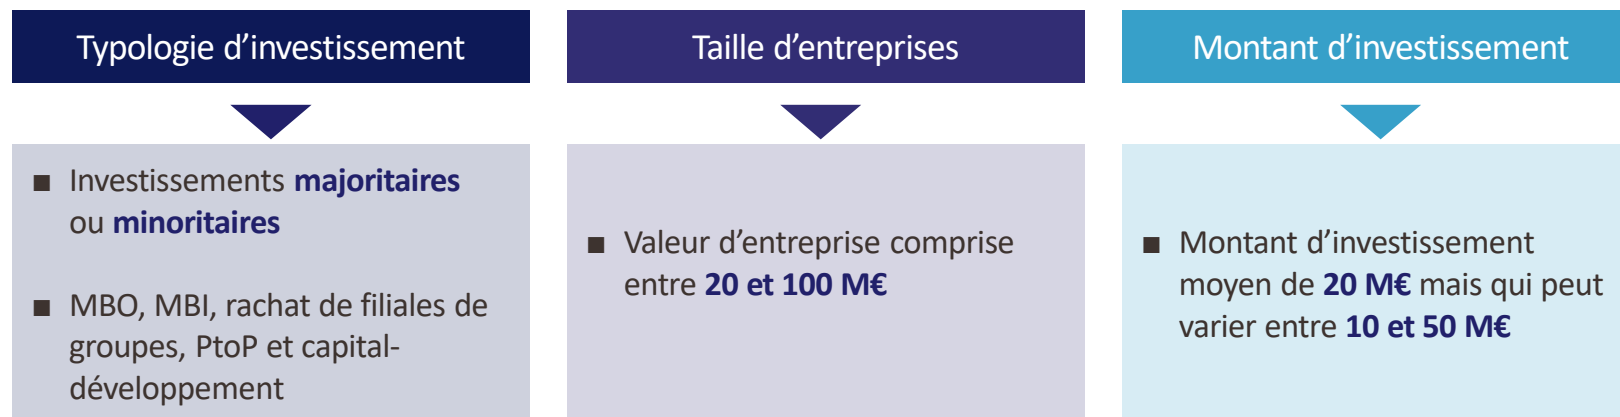 Typologie d’investissement
■ Investissements majoritaires
ou minoritaires
■ MBO, MBI, rachat de filiales de
groupes, PtoP et capital-
développement
Taille d’entreprises
■ Valeur d’entreprise comprise
entre 20 et 100 M€
Montant d’investissement
■ Montant d’investissement
moyen de 20 M€ mais qui peut
varier entre 10 et 50 M€